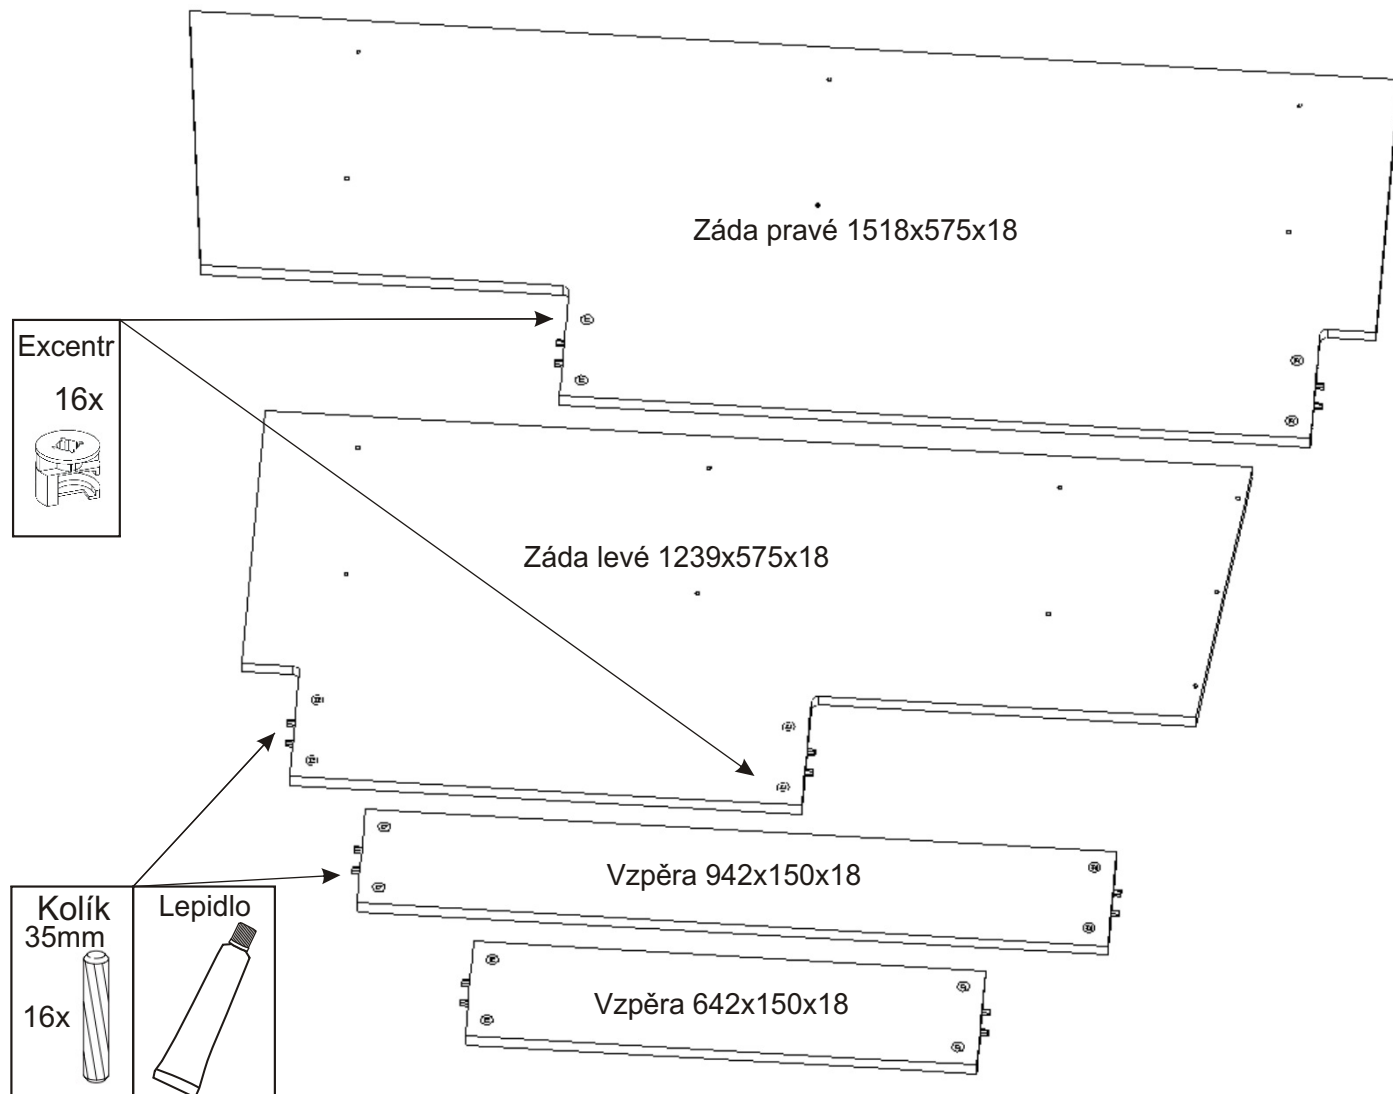 Záda pravé 1518x575x18
Excentr
16x
Záda levé 1239x575x18
Vzpěra 942x150x18
Kolík
35mm
16x
Lepidlo
Vzpěra 642x150x18